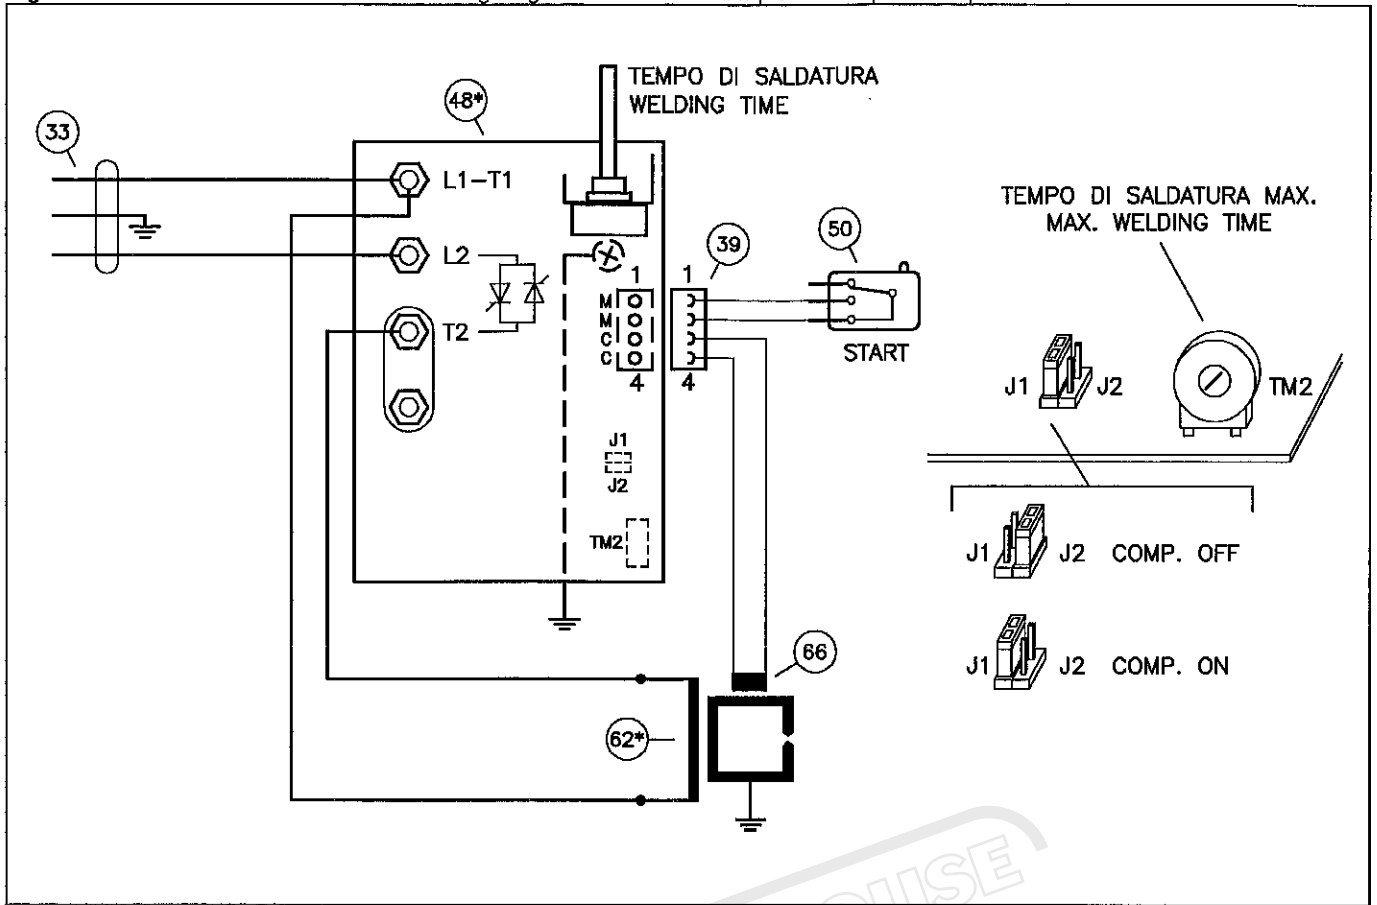 TEMPO DI SALDATURA
WELDING TIME
48*
33
L1-T1
L2
T2
1
M
M
C
C
4
1
4
39
50
START
J1
J2
TM2
66
62*
TEMPO DI SALDATURA MAX.
MAX. WELDING TIME
J1 J2 TM2
J1 J2 COMP. OFF
J1 J2 COMP. ON
OUSE